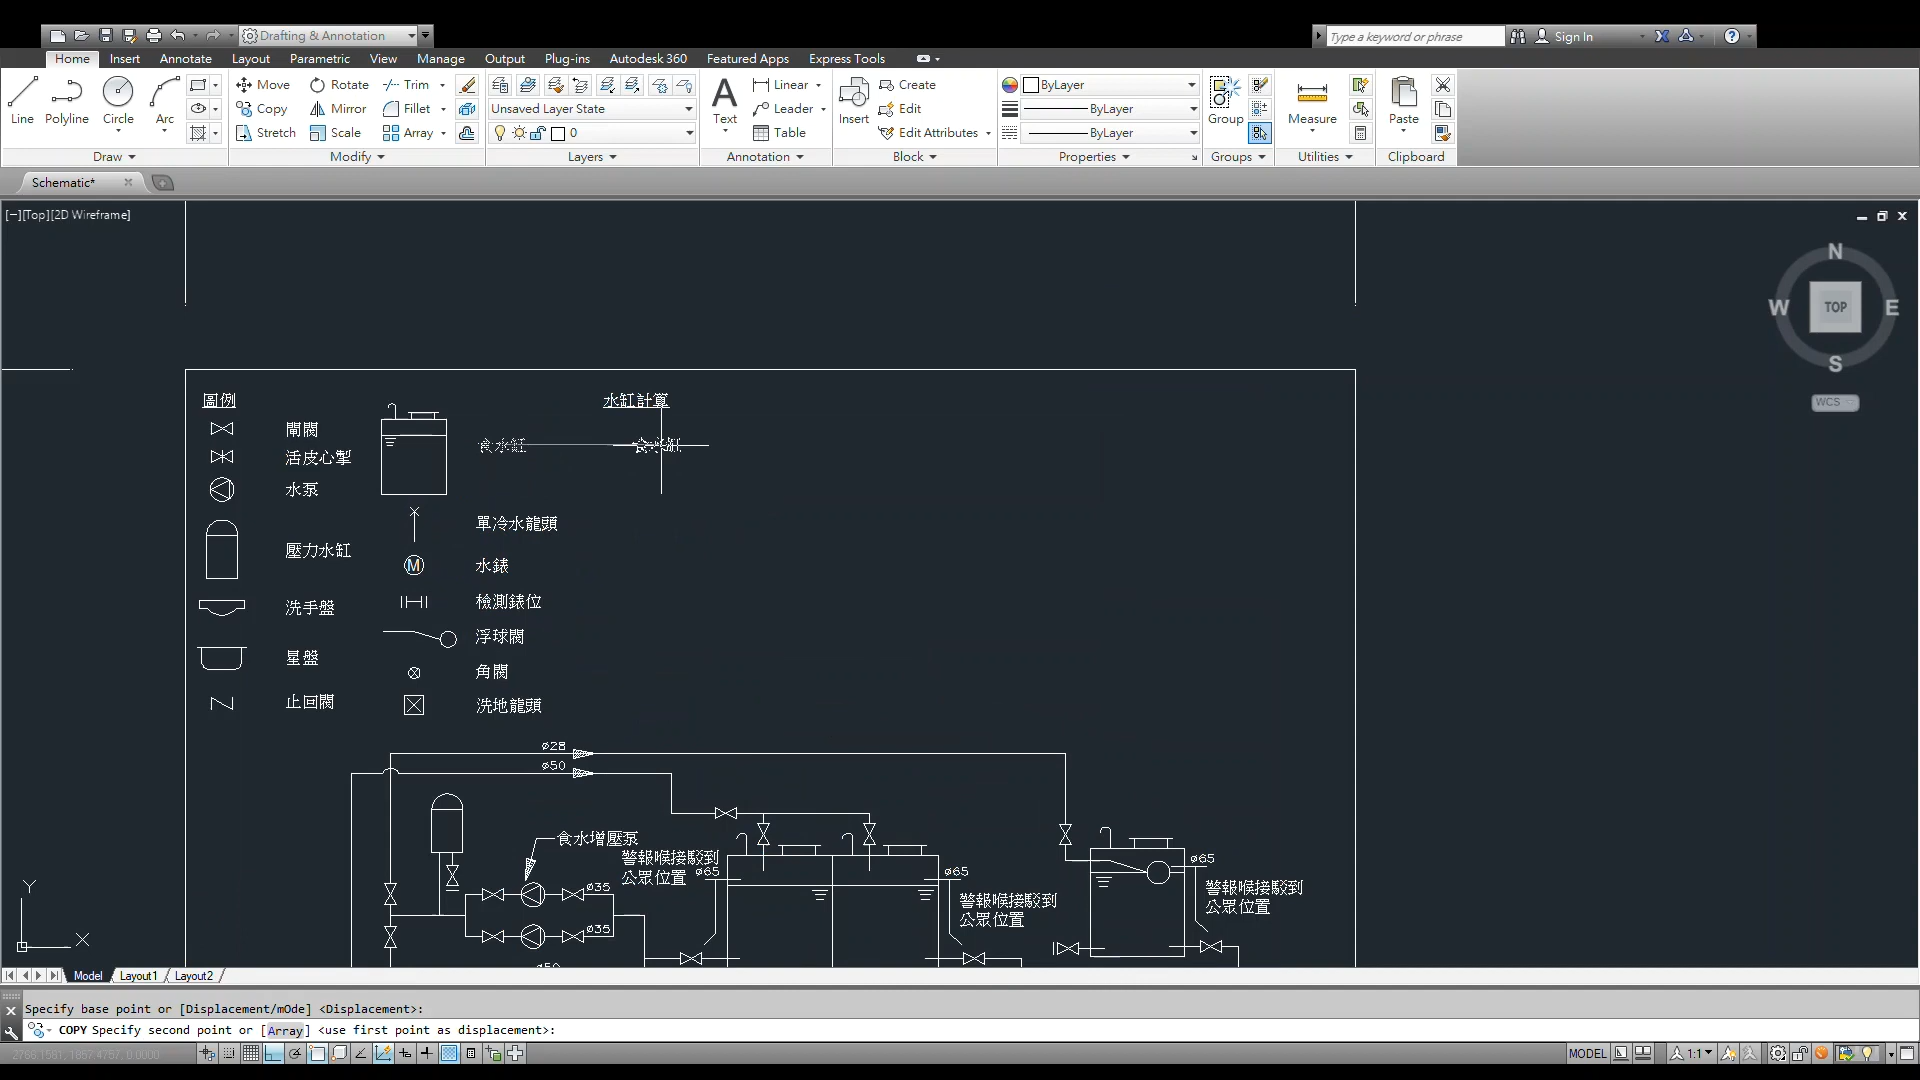 Drafting & Annotation
Type a keyword or phrase
Sign In
Home Insert Annotate Layout Parametric View Manage Output Plug-ins Autodesk 360 Featured Apps Express Tools
Line Polyline Circle Arc
Move Rotate Trim
Copy Mirror Fillet
Stretch Scale Array
Unsaved Layer State
0
Text
Linear
Leader
Table
Insert
Create
Edit
Edit Attributes
ByLayer
ByLayer
ByLayer
Group
Measure
Paste
Draw Modify Layers Annotation Block Properties Groups Utilities Clipboard
Schematic*
[−][Top][2D Wireframe]
N
W TOP E
S
WCS
圖例
水缸計算
閘閥
活皮心掣
水泵
壓力水缸
洗手盤
星盤
止回閥
食水缸
食水缸
單冷水龍頭
M
水錶
檢測錶位
浮球閥
角閥
洗地龍頭
ø28
ø50
食水增壓泵
警報喉接駁到
公眾位置
ø65
ø35
ø35
ø65
警報喉接駁到
公眾位置
ø65
警報喉接駁到
公眾位置
Y
X
Model Layout1 Layout2
Specify base point or [Displacement/mOde] <Displacement>:
COPY Specify second point or [Array] <use first point as displacement>:
MODEL
1:1